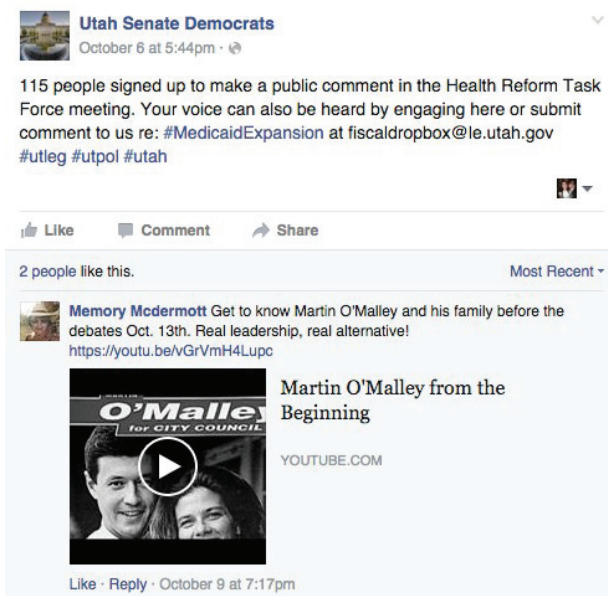 Utah Senate Democrats
October 6 at 5:44pm ·
115 people signed up to make a public comment in the Health Reform Task
Force meeting. Your voice can also be heard by engaging here or submit
comment to us re: #MedicaidExpansion at fiscaldropbox@le.utah.gov
#utleg #utpol #utah
Like Comment Share
2 people like this. Most Recent
Memory Mcdermott Get to know Martin O'Malley and his family before the
debates Oct. 13th. Real leadership, real alternative!
https://youtu.be/vGrVmH4Lupc
O'Malley
for CITY COUNCIL
Martin O'Malley from the
Beginning
YOUTUBE.COM
Like · Reply · October 9 at 7:17pm